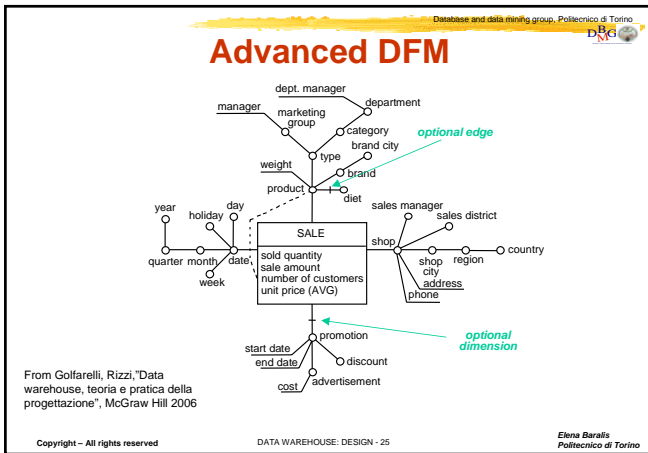 Database and data mining group, Politecnico di Torino
DBMG
Advanced DFM
dept. manager
manager
marketing
group
department
category
optional edge
brand city
type
weight
brand
product
diet
year
holiday
day
sales manager
sales district
SALE
shop
quarter
month
date
week
sold quantity
sale amount
number of customers
unit price (AVG)
shop
city
region
country
address
phone
promotion
optional
dimension
start date
end date
discount
advertisement
cost
From Golfarelli, Rizzi,"Data
warehouse, teoria e pratica della
progettazione", McGraw Hill 2006
Copyright – All rights reserved
DATA WAREHOUSE: DESIGN - 25
Elena Baralis
Politecnico di Torino